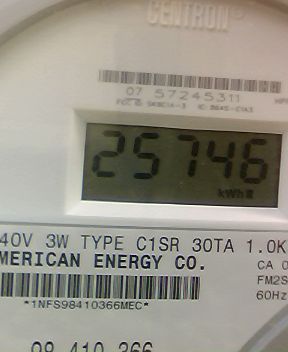 CENTRON®
07 57245311
25746
kWh
40V 3W TYPE C1SR 30TA 1.0K
MERICAN ENERGY CO.
CA 0
FM2S
60Hz
*1NFS98410366MEC*
98 410 366